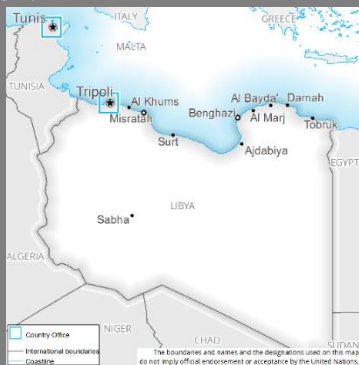 Tunis
ITALY
GREECE
MALTA
TUNISIA
Tripoli
Al Khums
Misratah
Benghazi
Al Bayda'
Darnah
Al Marj
Tobruk
Surt
Ajdabiya
EGYPT
LIBYA
Sabha
ALGERIA
NIGER
CHAD
SUDAN
Country Office
International boundaries
Coastline
The boundaries and names and the designations used on this map
do not imply official endorsement or acceptance by the United Nations.